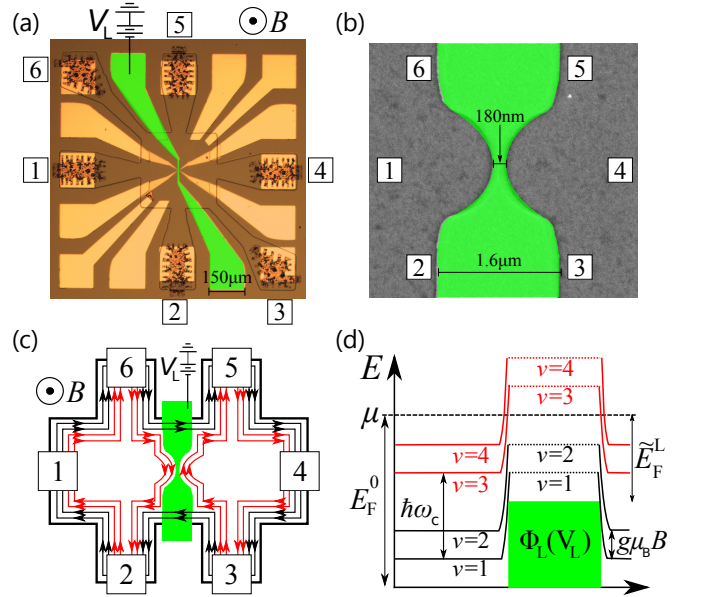 (a)
V_L
5
B
6
1
4
150μm
2
3
(b)
6
5
180nm
1
4
1.6μm
2
3
(c)
B
6
V_L
5
1
4
2
3
(d)
E
ν=4
ν=3
μ
Ẽ_F^L
ν=4
ν=2
ν=3
ν=1
E_F^0
ħω_c
ν=2
Φ_L(V_L)
gμ_B B
ν=1